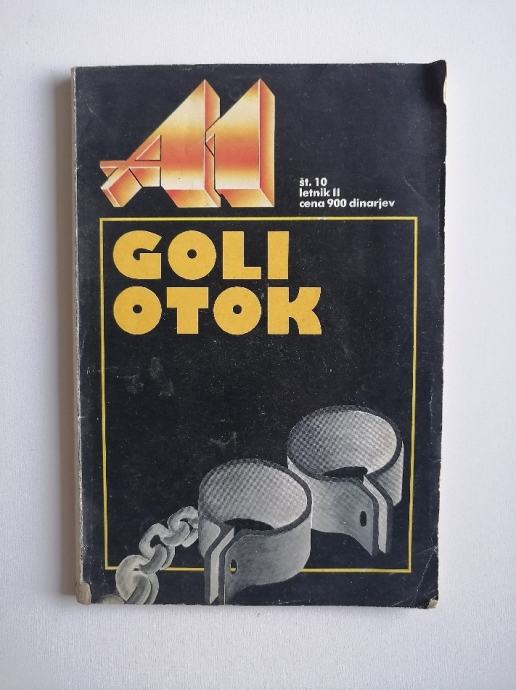 A1
št. 10
letnik II
cena 900 dinarjev
GOLI
OTOK